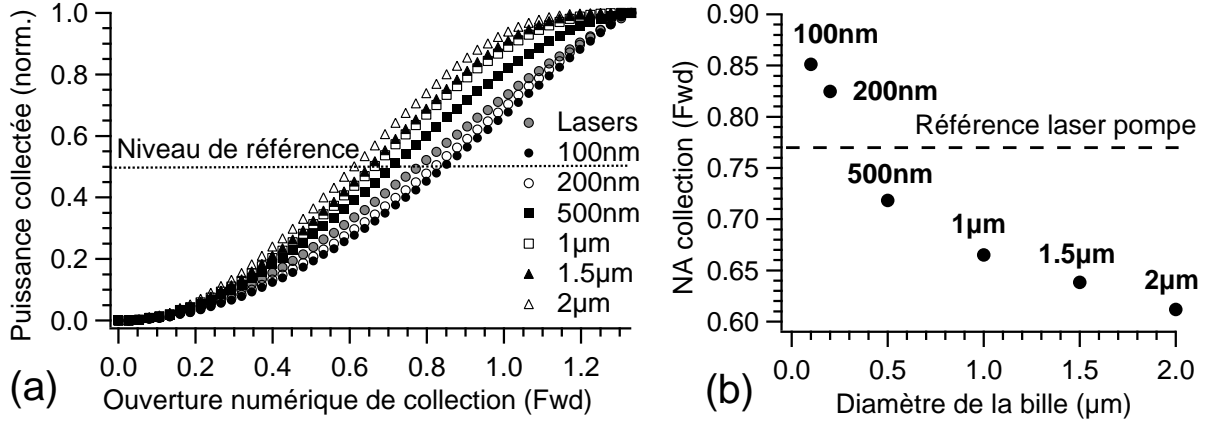 Puissance collectée (norm.)
1.0
0.8
0.6
0.4
0.2
0.0
Niveau de référence
Lasers
100nm
200nm
500nm
1µm
1.5µm
2µm
0.0 0.2 0.4 0.6 0.8 1.0 1.2
(a)
Ouverture numérique de collection (Fwd)
NA collection (Fwd)
0.90
0.85
0.80
0.75
0.70
0.65
0.60
100nm
200nm
Référence laser pompe
500nm
1µm
1.5µm
2µm
0.0 0.5 1.0 1.5 2.0
(b)
Diamètre de la bille (µm)